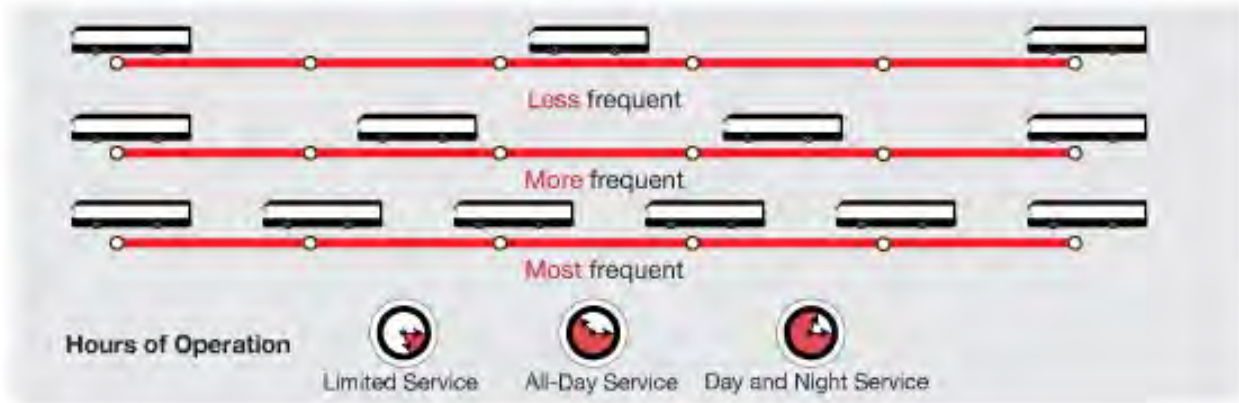 Less frequent
More frequent
Most frequent
Hours of Operation
Limited Service All-Day Service Day and Night Service